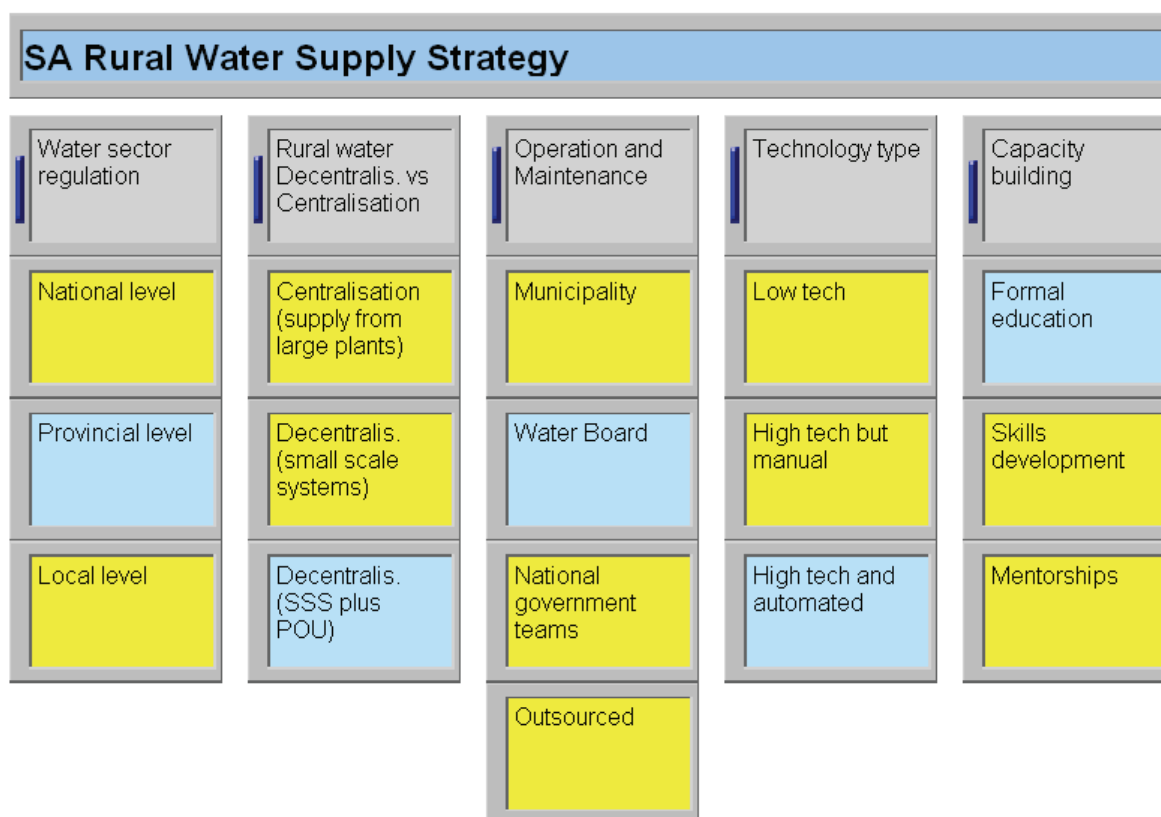 SA Rural Water Supply Strategy
Water sector
regulation
Rural water
Decentralis. vs
Centralisation
Operation and
Maintenance
Technology type
Capacity
building
National level
Centralisation
(supply from
large plants)
Municipality
Low tech
Formal
education
Provincial level
Decentralis.
(small scale
systems)
Water Board
High tech but
manual
Skills
development
Local level
Decentralis.
(SSS plus
POU)
National
government
teams
High tech and
automated
Mentorships
Outsourced